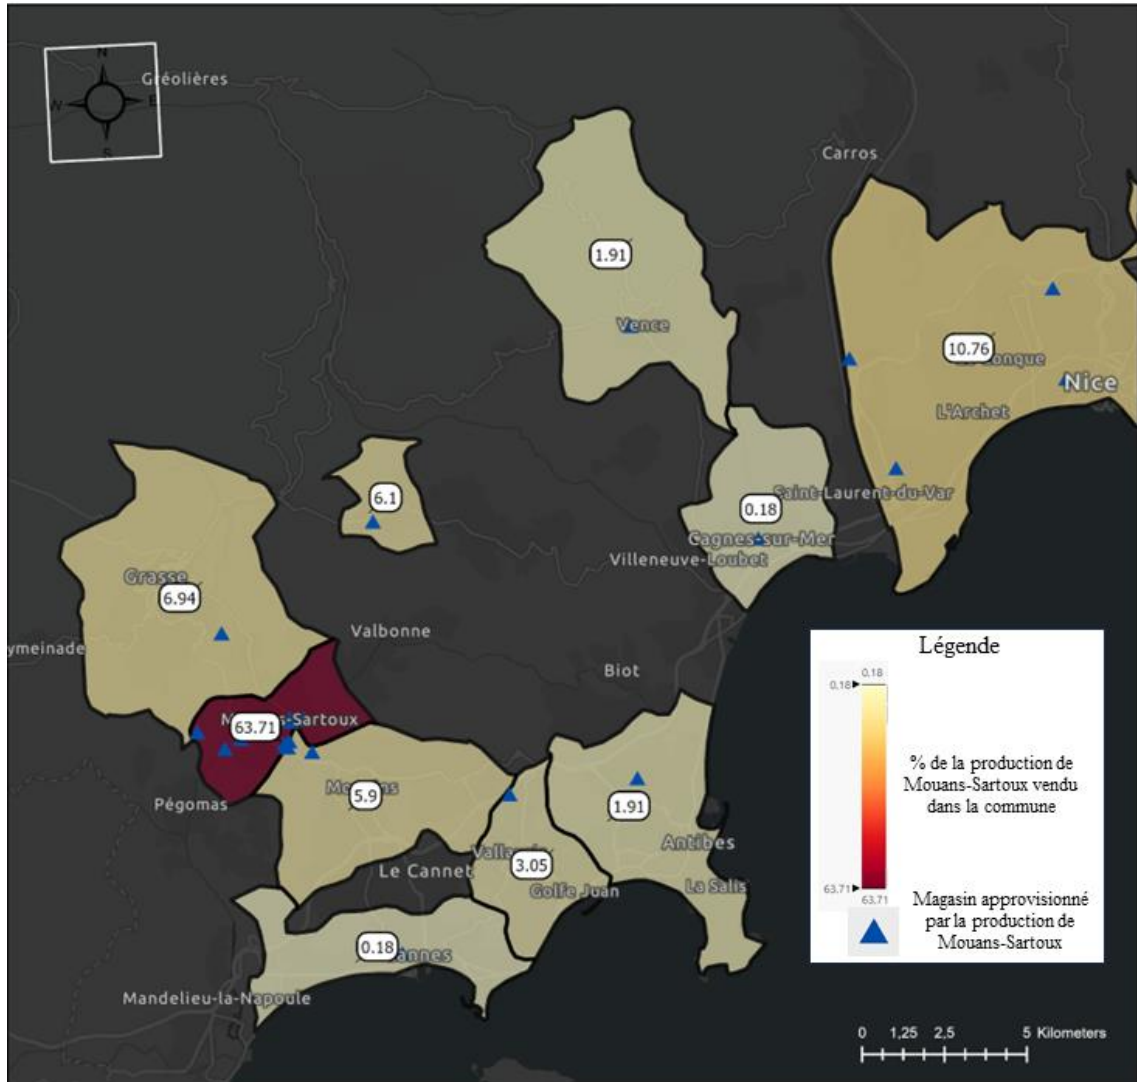 N
W
E
S
Gréolières
Carros
1.91
Vence
10.76
Nice
L'Archet
6.1
Saint-Laurent-du-Var
0.18
Cagnes-sur-Mer
Villeneuve-Loubet
Grasse
6.94
Valbonne
ymeinade
Biot
63.71
-Sartoux
Pégomas
5.9
1.91
Antibes
Le Cannet
3.05
Golfe Juan
La Salis
0.18
Mandelieu-la-Napoule
Légende
0,18
0,18
% de la production de
Mouans-Sartoux vendu
dans la commune
63.71
63.71
Magasin approvisionné
par la production de
Mouans-Sartoux
0 1,25 2,5 5 Kilometers